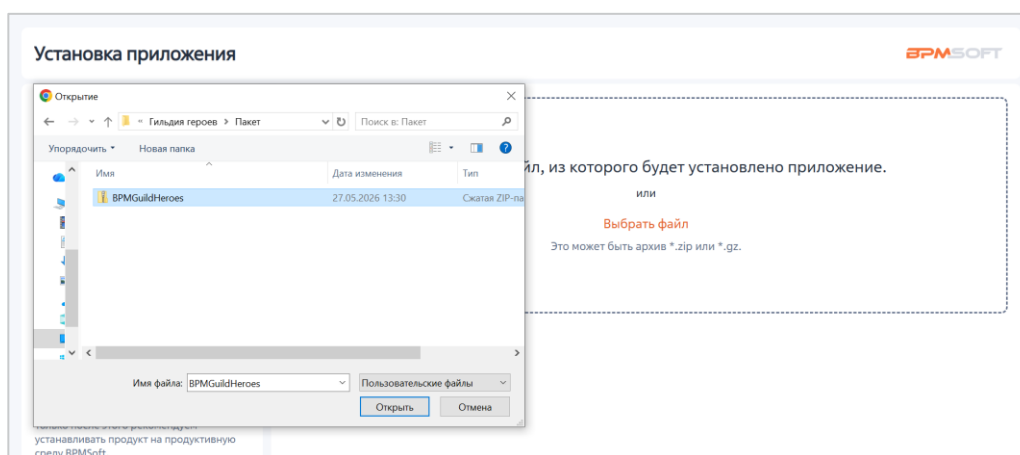 Установка приложения
BPMSOFT
Открытие
« Гильдия героев > Пакет
Поиск в: Пакет
Упорядочить
Новая папка
Имя
Дата изменения
Тип
BPMGuildHeroes
27.05.2026 13:30
Сжатая ZIP-па
Имя файла:
BPMGuildHeroes
Пользовательские файлы
Открыть
Отмена
йл, из которого будет установлено приложение.
или
Выбрать файл
Это может быть архив *.zip или *.gz.
устанавливать продукт на продуктивную
среду BPMSoft